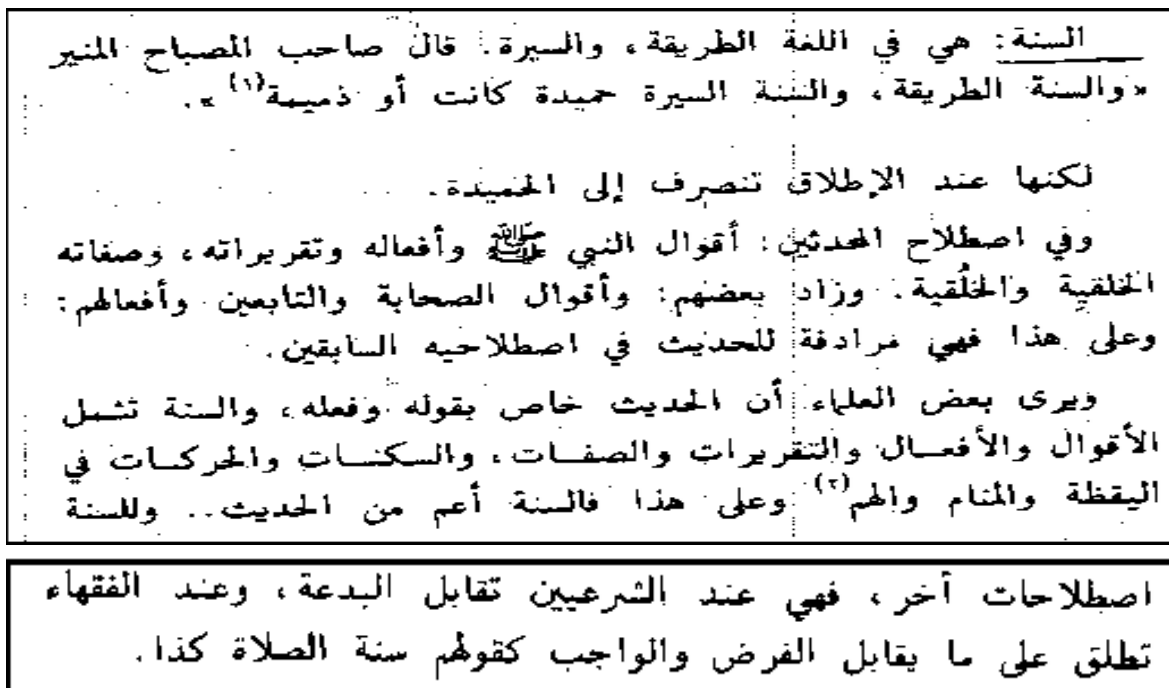 السنة: هي في اللغة الطريقة، والسيرة. قال صاحب المصباح المنير
«والسنة الطريقة، والسنة السيرة حميدة كانت أو ذميمة(١)».
لكنها عند الإطلاق تنصرف إلى الحميدة.
وفي اصطلاح المحدثين: أقوال النبي ﷺ وأفعاله وتقريراته، وصفاته
الخلقية والخُلُقية. وزاد بعضهم: وأقوال الصحابة والتابعين وأفعالهم:
وعلى هذا فهي مرادفة للحديث في اصطلاحيه السابقين.
ويرى بعض العلماء أن الحديث خاص بقوله وفعله، والسنة تشمل
الأقوال والأفعال والتقريرات والصفات، والسكنات والحركات في
اليقظة والمنام والهم(٢) وعلى هذا فالسنة أعم من الحديث.. وللسنة
اصطلاحات أخر، فهي عند الشرعيين تقابل البدعة، وعند الفقهاء
تطلق على ما يقابل الفرض والواجب كقولهم سنة الصلاة كذا.